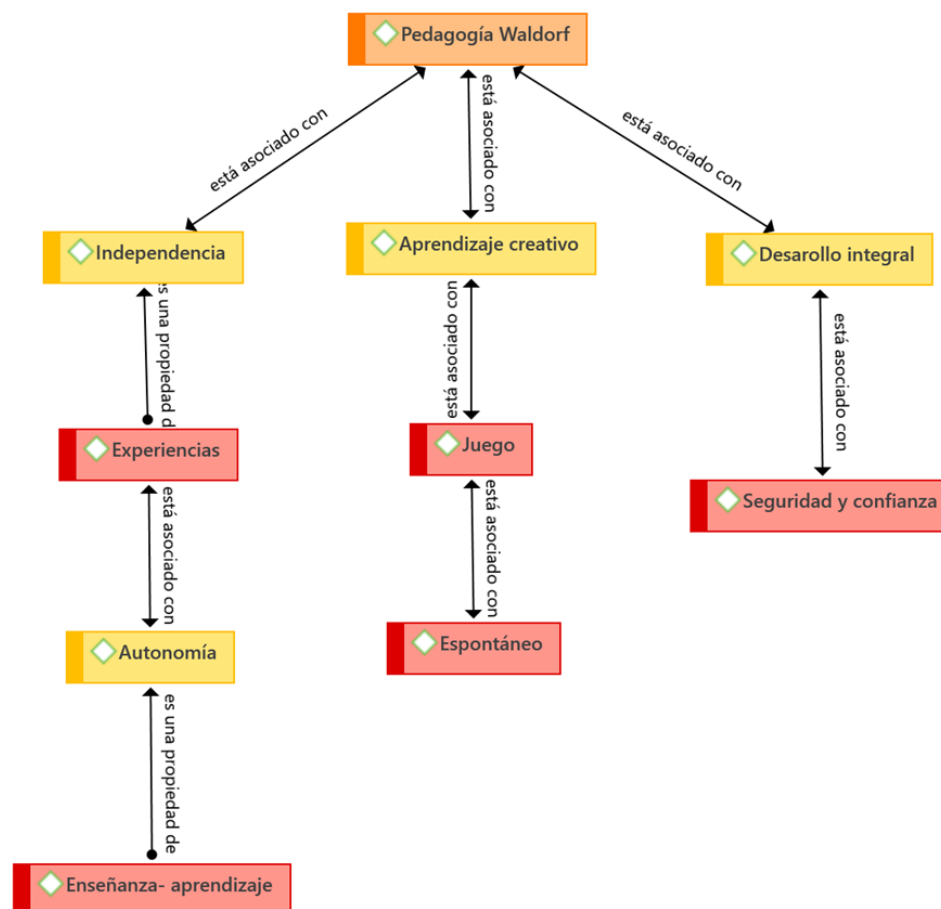 Pedagogía Waldorf
está asociado con
está asociado con
está asociado con
Independencia
Aprendizaje creativo
Desarollo integral
es una propiedad d
está asociado con
está asociado con
Experiencias
Juego
Seguridad y confianza
está asociado con
está asociado con
Autonomía
Espontáneo
es una propiedad de
Enseñanza- aprendizaje